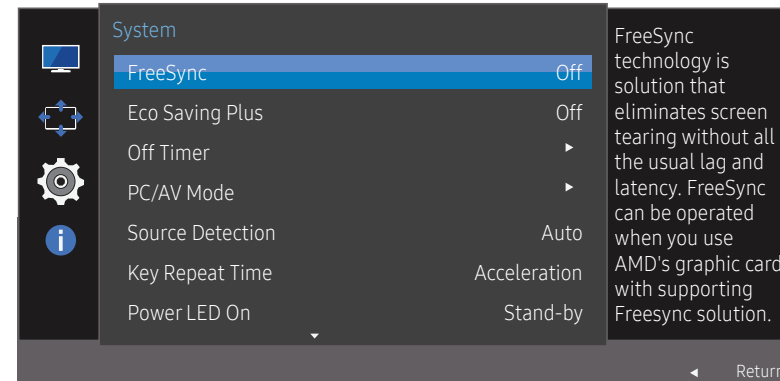 System
FreeSync Off
Eco Saving Plus Off
Off Timer
PC/AV Mode
Source Detection Auto
Key Repeat Time Acceleration
Power LED On Stand-by
FreeSync
technology is
solution that
eliminates screen
tearing without all
the usual lag and
latency. FreeSync
can be operated
when you use
AMD's graphic card
with supporting
Freesync solution.
Return